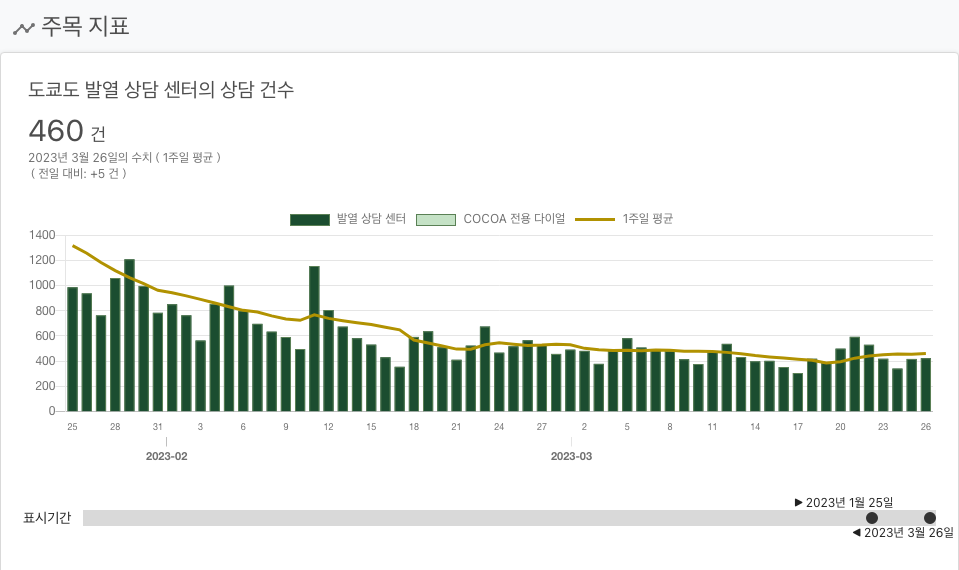 주목 지표
도쿄도 발열 상담 센터의 상담 건수
460 건
2023년 3월 26일의 수치 ( 1주일 평균 )
( 전일 대비: +5 건 )
발열 상담 센터 COCOA 전용 다이얼 1주일 평균
1400
1200
1000
800
600
400
200
0
25 28 31 3 6 9 12 15 18 21 24 27 2 5 8 11 14 17 20 23 26
2023-02 2023-03
▶ 2023년 1월 25일
표시기간
◀ 2023년 3월 26일